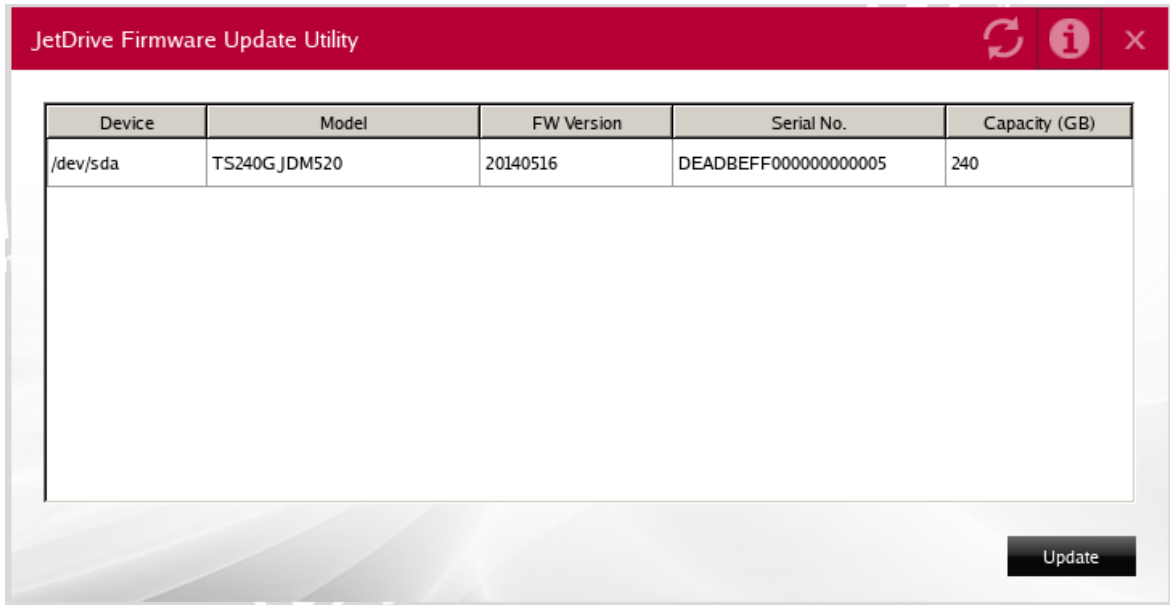 JetDrive Firmware Update Utility
Device Model FW Version Serial No. Capacity (GB)
/dev/sda TS240GJDM520 20140516 DEADBEFF000000000005 240
Update